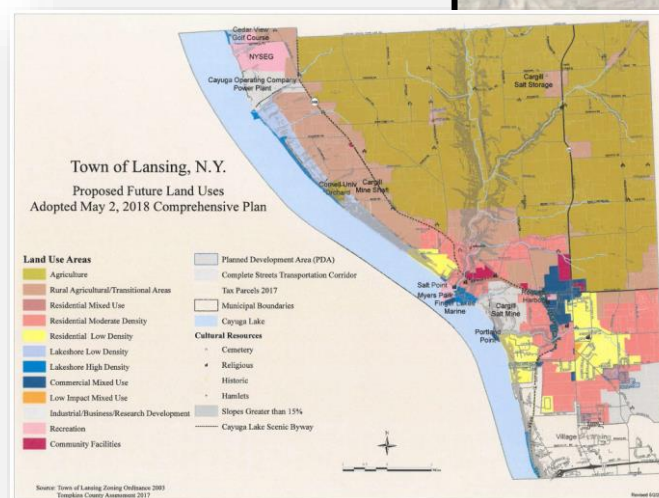 Town of Lansing, N.Y.
Proposed Future Land Uses
Adopted May 2, 2018 Comprehensive Plan
Land Use Areas
Agriculture
Rural Agricultural/Transitional Areas
Residential Mixed Use
Residential Moderate Density
Residential Low Density
Lakeshore Low Density
Lakeshore High Density
Commercial Mixed Use
Low Impact Mixed Use
Industrial/Business/Research Development
Recreation
Community Facilities
Planned Development Area (PDA)
Complete Streets Transportation Corridor
Tax Parcels 2017
Municipal Boundaries
Cayuga Lake
Cultural Resources
Cemetery
Religious
Historic
Hamlets
Slopes Greater than 15%
Cayuga Lake Scenic Byway
Source: Town of Lansing Zoning Ordinance 2003
Tompkins County Assessment 2017
Cedar View
Golf Course
NYSEG
Cayuga Operating Company
Power Plant
Cargill
Salt Storage
Cornell Univ
Orchard
Cargill
Mine Shaft
Salt Point
Myers Park
Finger Lakes
Marine
Cargill
Salt Mine
Portland
Point
Village
Revised